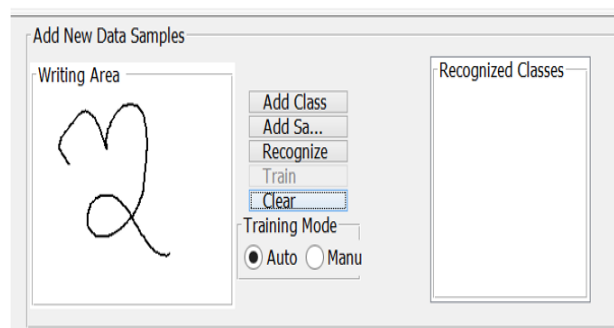 Add New Data Samples
Writing Area
Recognized Classes
Add Class
Add Sa...
Recognize
Train
Clear
Training Mode
Auto
Manu